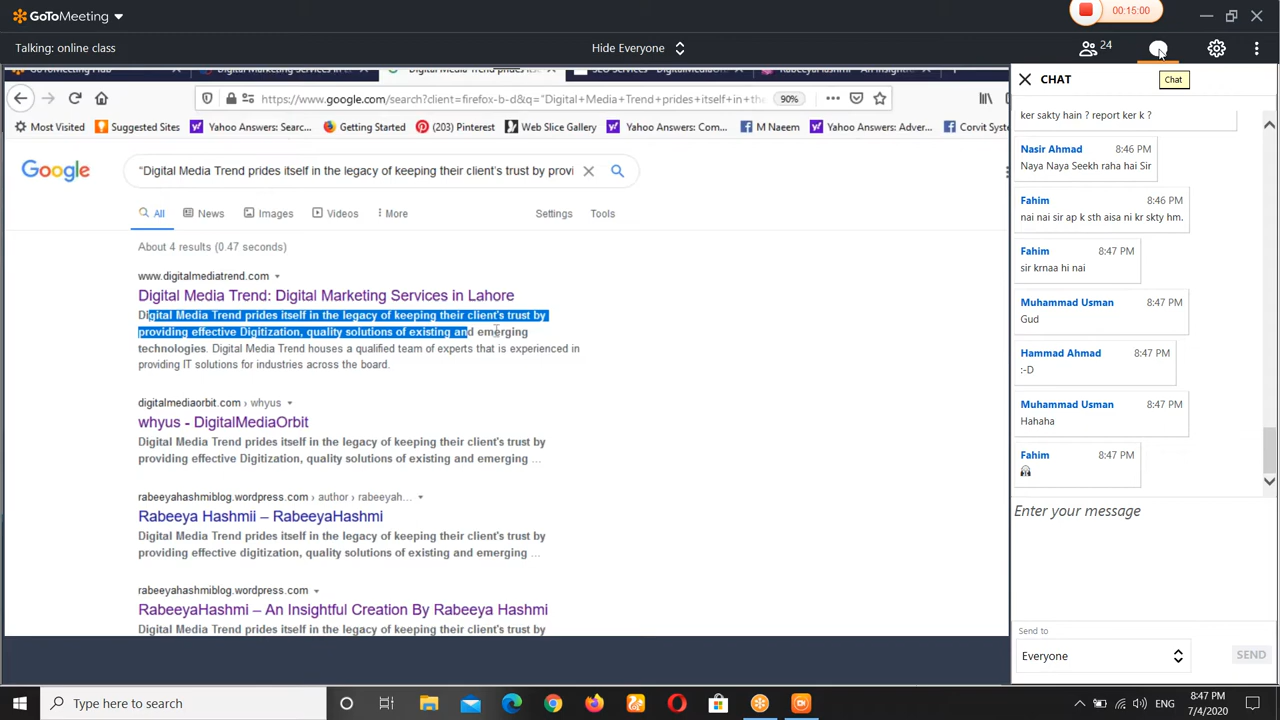 GoToMeeting
00:15:00
Talking: online class
Hide Everyone
24
https://www.google.com/search?client=firefox-b-d&q="Digital+Media+Trend+prides+itself+in+the
90%
Most Visited
Suggested Sites
Yahoo Answers: Searc...
Getting Started
(203) Pinterest
Web Slice Gallery
Yahoo Answers: Com...
M Naeem
Yahoo Answers: Adver...
Corvit Syste
Google
"Digital Media Trend prides itself in the legacy of keeping their client's trust by provi
All
News
Images
Videos
More
Settings
Tools
About 4 results (0.47 seconds)
www.digitalmediatrend.com
Digital Media Trend: Digital Marketing Services in Lahore
Digital Media Trend prides itself in the legacy of keeping their client's trust by
providing effective Digitization, quality solutions of existing and emerging
technologies. Digital Media Trend houses a qualified team of experts that is experienced in
providing IT solutions for industries across the board.
digitalmediaorbit.com › whyus
whyus - DigitalMediaOrbit
Digital Media Trend prides itself in the legacy of keeping their client's trust by
providing effective Digitization, quality solutions of existing and emerging ...
rabeeyahashmiblog.wordpress.com › author › rabeeyah...
Rabeeya Hashmii – RabeeyaHashmi
Digital Media Trend prides itself in the legacy of keeping their client's trust by
providing effective digitization, quality solutions of existing and emerging ...
rabeeyahashmiblog.wordpress.com
RabeeyaHashmi – An Insightful Creation By Rabeeya Hashmi
Digital Media Trend prides itself in the legacy of keeping their client's trust by
CHAT
Chat
ker sakty hain ? report ker k ?
Nasir Ahmad 8:46 PM
Naya Naya Seekh raha hai Sir
Fahim 8:46 PM
nai nai sir ap k sth aisa ni kr skty hm.
Fahim 8:47 PM
sir krnaa hi nai
Muhammad Usman 8:47 PM
Gud
Hammad Ahmad 8:47 PM
:-D
Muhammad Usman 8:47 PM
Hahaha
Fahim 8:47 PM
Enter your message
Send to
Everyone
SEND
Type here to search
ENG
8:47 PM
7/4/2020